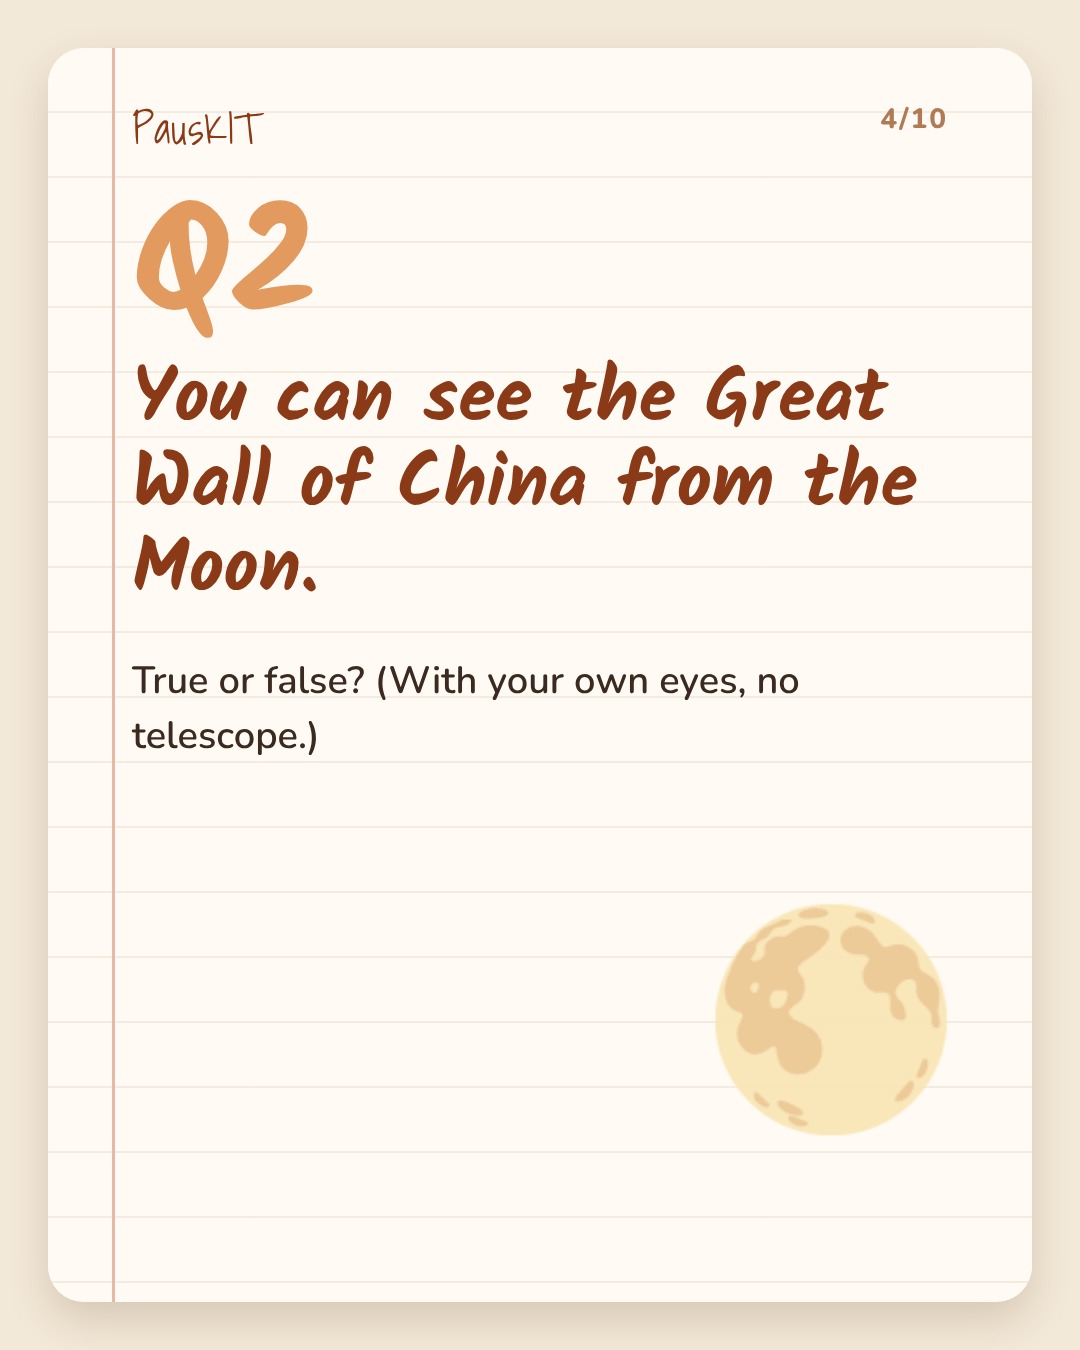 PausKIT
4/10
Q2
You can see the Great
Wall of China from the
Moon.
True or false? (With your own eyes, no
telescope.)